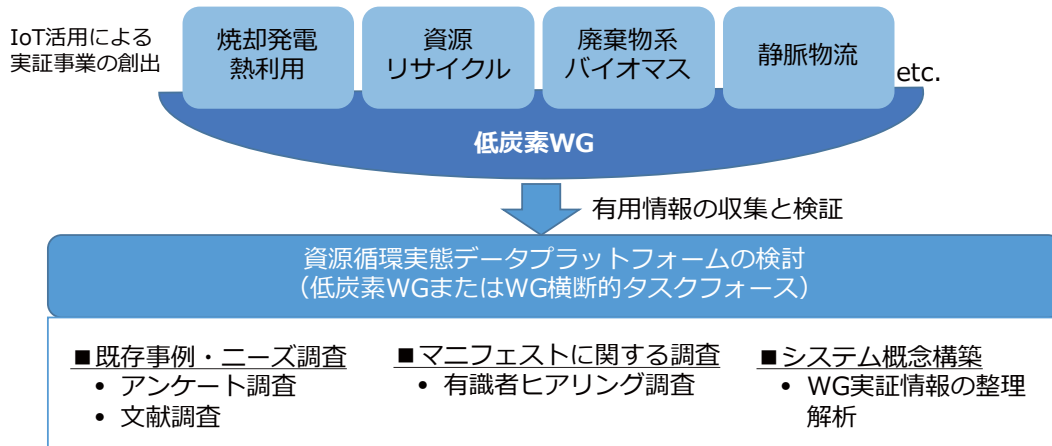 IoT活用による
実証事業の創出
焼却発電
熱利用
資源
リサイクル
廃棄物系
バイオマス
静脈物流
etc.
低炭素WG
有用情報の収集と検証
資源循環実態データプラットフォームの検討
（低炭素WGまたはWG横断的タスクフォース）
■既存事例・ニーズ調査
• アンケート調査
• 文献調査
■マニフェストに関する調査
• 有識者ヒアリング調査
■システム概念構築
• WG実証情報の整理
解析